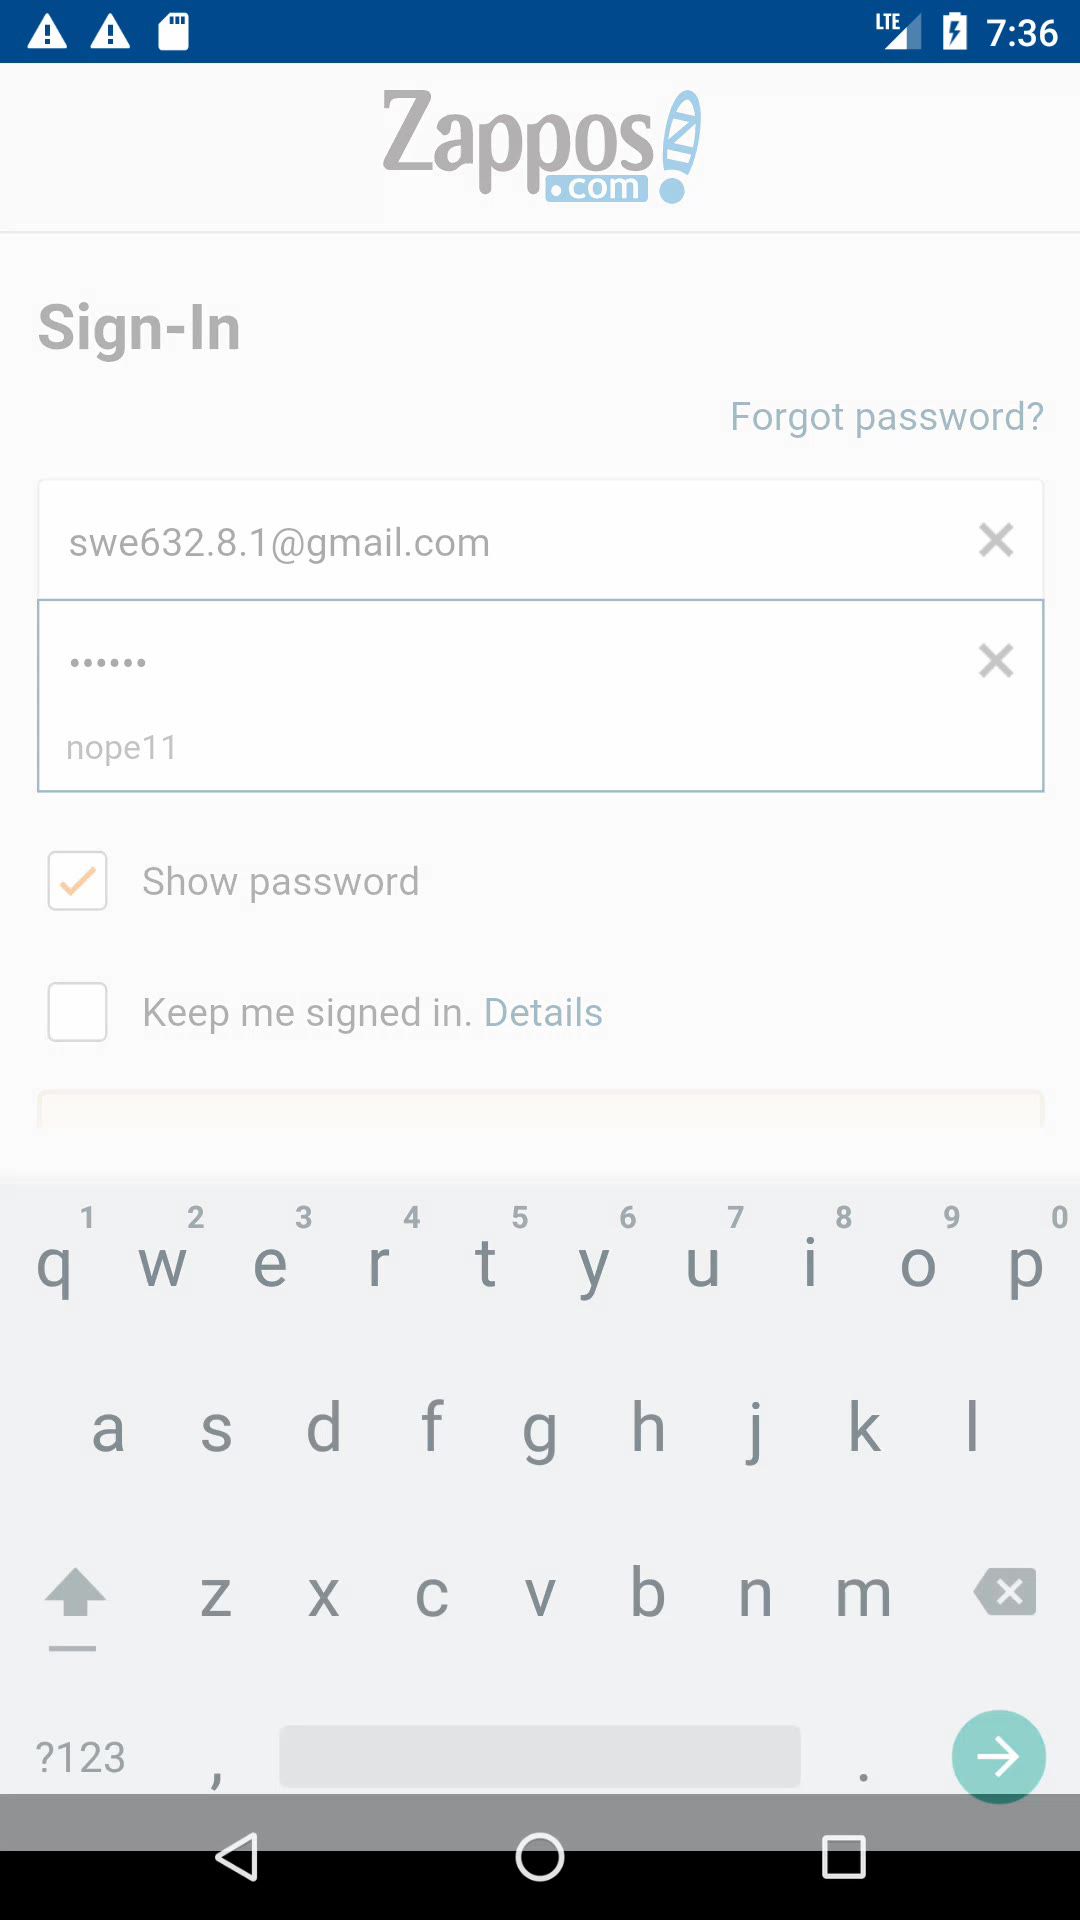 LTE 7:36
Zappos
.com
Sign-In
Forgot password?
swe632.8.1@gmail.com
••••••
nope11
Show password
Keep me signed in. Details
1 2 3 4 5 6 7 8 9 0
q w e r t y u i o p
a s d f g h j k l
z x c v b n m
?123 , .